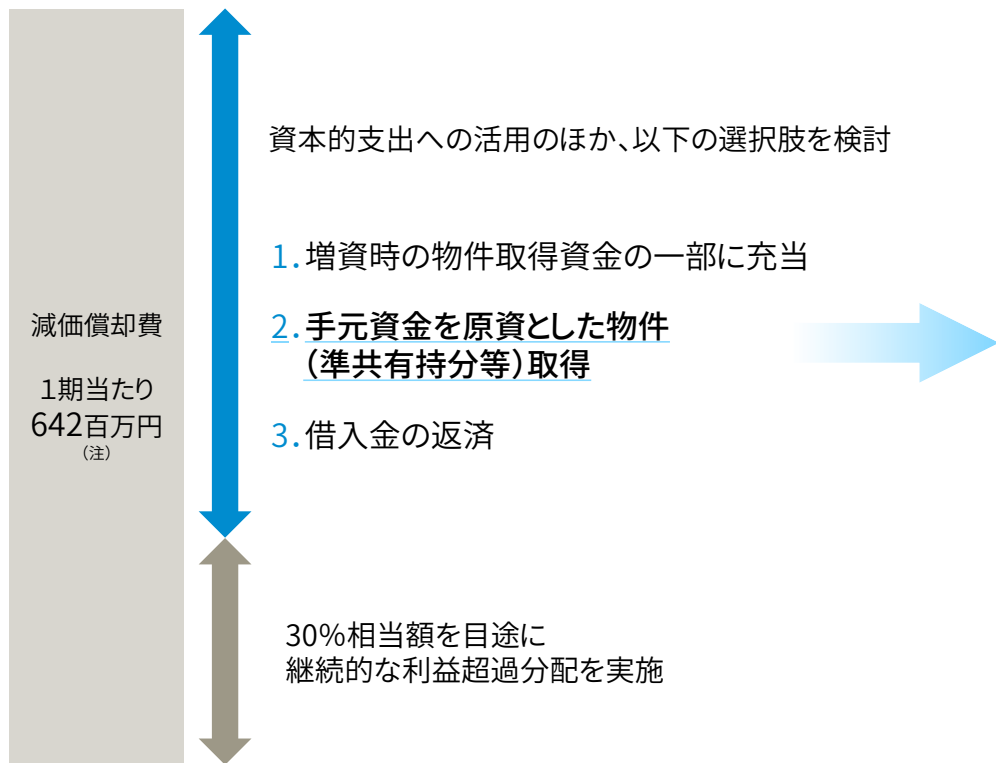 減価償却費
1期当たり
642百万円
(注)
資本的支出への活用のほか、以下の選択肢を検討
1.増資時の物件取得資金の一部に充当
2.手元資金を原資とした物件
(準共有持分等)取得
3.借入金の返済
30%相当額を目途に
継続的な利益超過分配を実施